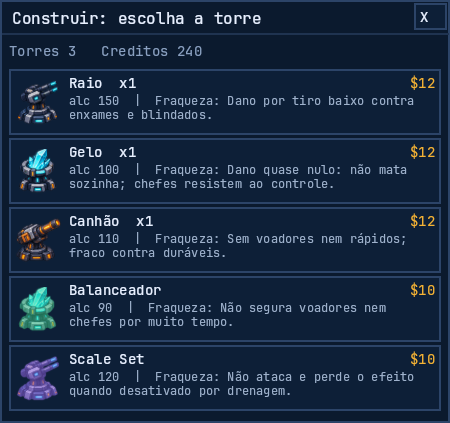 Construir: escolha a torre
X
Torres 3   Creditos 240
Raio  x1   $12
alc 150  |  Fraqueza: Dano por tiro baixo contra
enxames e blindados.
Gelo  x1   $12
alc 100  |  Fraqueza: Dano quase nulo: não mata
sozinha; chefes resistem ao controle.
Canhão  x1   $12
alc 110  |  Fraqueza: Sem voadores nem rápidos;
fraco contra duráveis.
Balanceador   $10
alc 90  |  Fraqueza: Não segura voadores nem
chefes por muito tempo.
Scale Set   $10
alc 120  |  Fraqueza: Não ataca e perde o efeito
quando desativado por drenagem.